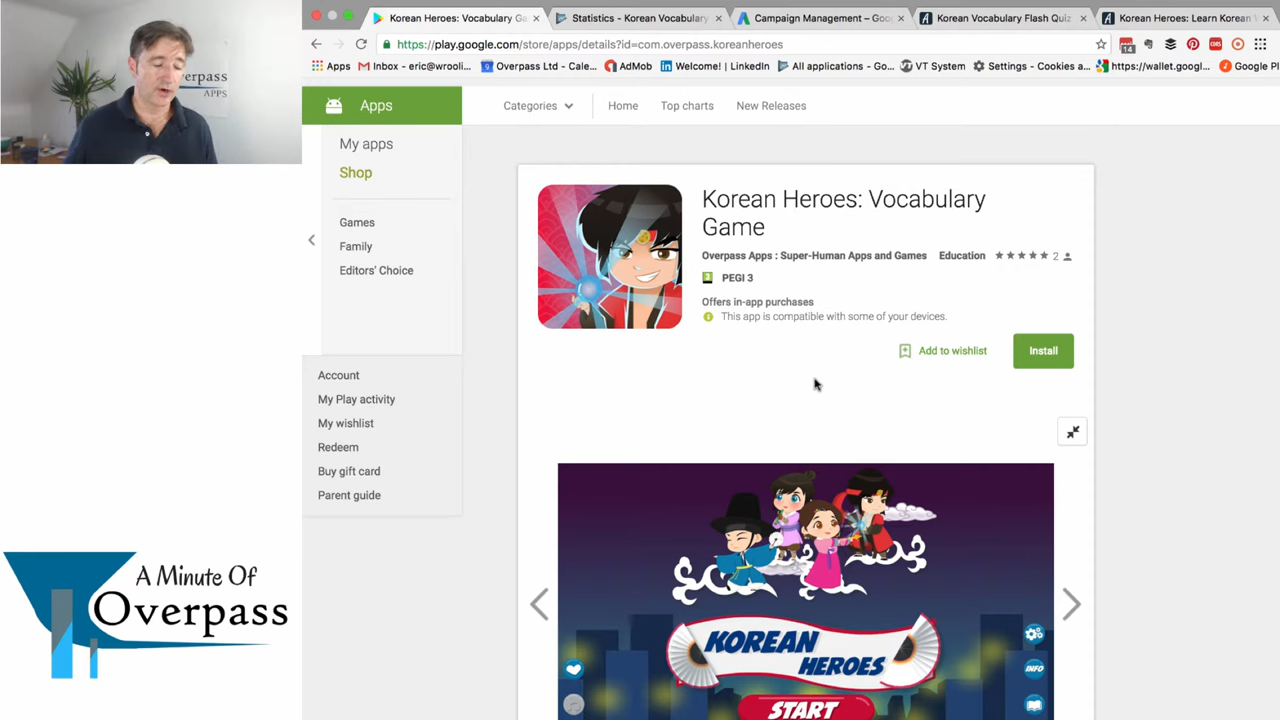 Korean Heroes: Vocabulary Ga
Statistics - Korean Vocabulary
Campaign Management – Goo
Korean Vocabulary Flash Quiz
Korean Heroes: Learn Korean
https://play.google.com/store/apps/details?id=com.overpass.koreanheroes
14
Apps
Inbox - eric@wrooli...
Overpass Ltd - Cale...
AdMob
Welcome! | LinkedIn
All applications - Go...
VT System
Settings - Cookies a...
https://wallet.googl...
Google Pl
Overpass
APPS
Apps
Categories
Home
Top charts
New Releases
My apps
Shop
Games
Family
Editors' Choice
Account
My Play activity
My wishlist
Redeem
Buy gift card
Parent guide
Korean Heroes: Vocabulary
Game
Overpass Apps : Super-Human Apps and Games
Education
2
3
PEGI 3
Offers in-app purchases
This app is compatible with some of your devices.
Add to wishlist
Install
KOREAN
HEROES
INFO
START
A Minute Of
Overpass